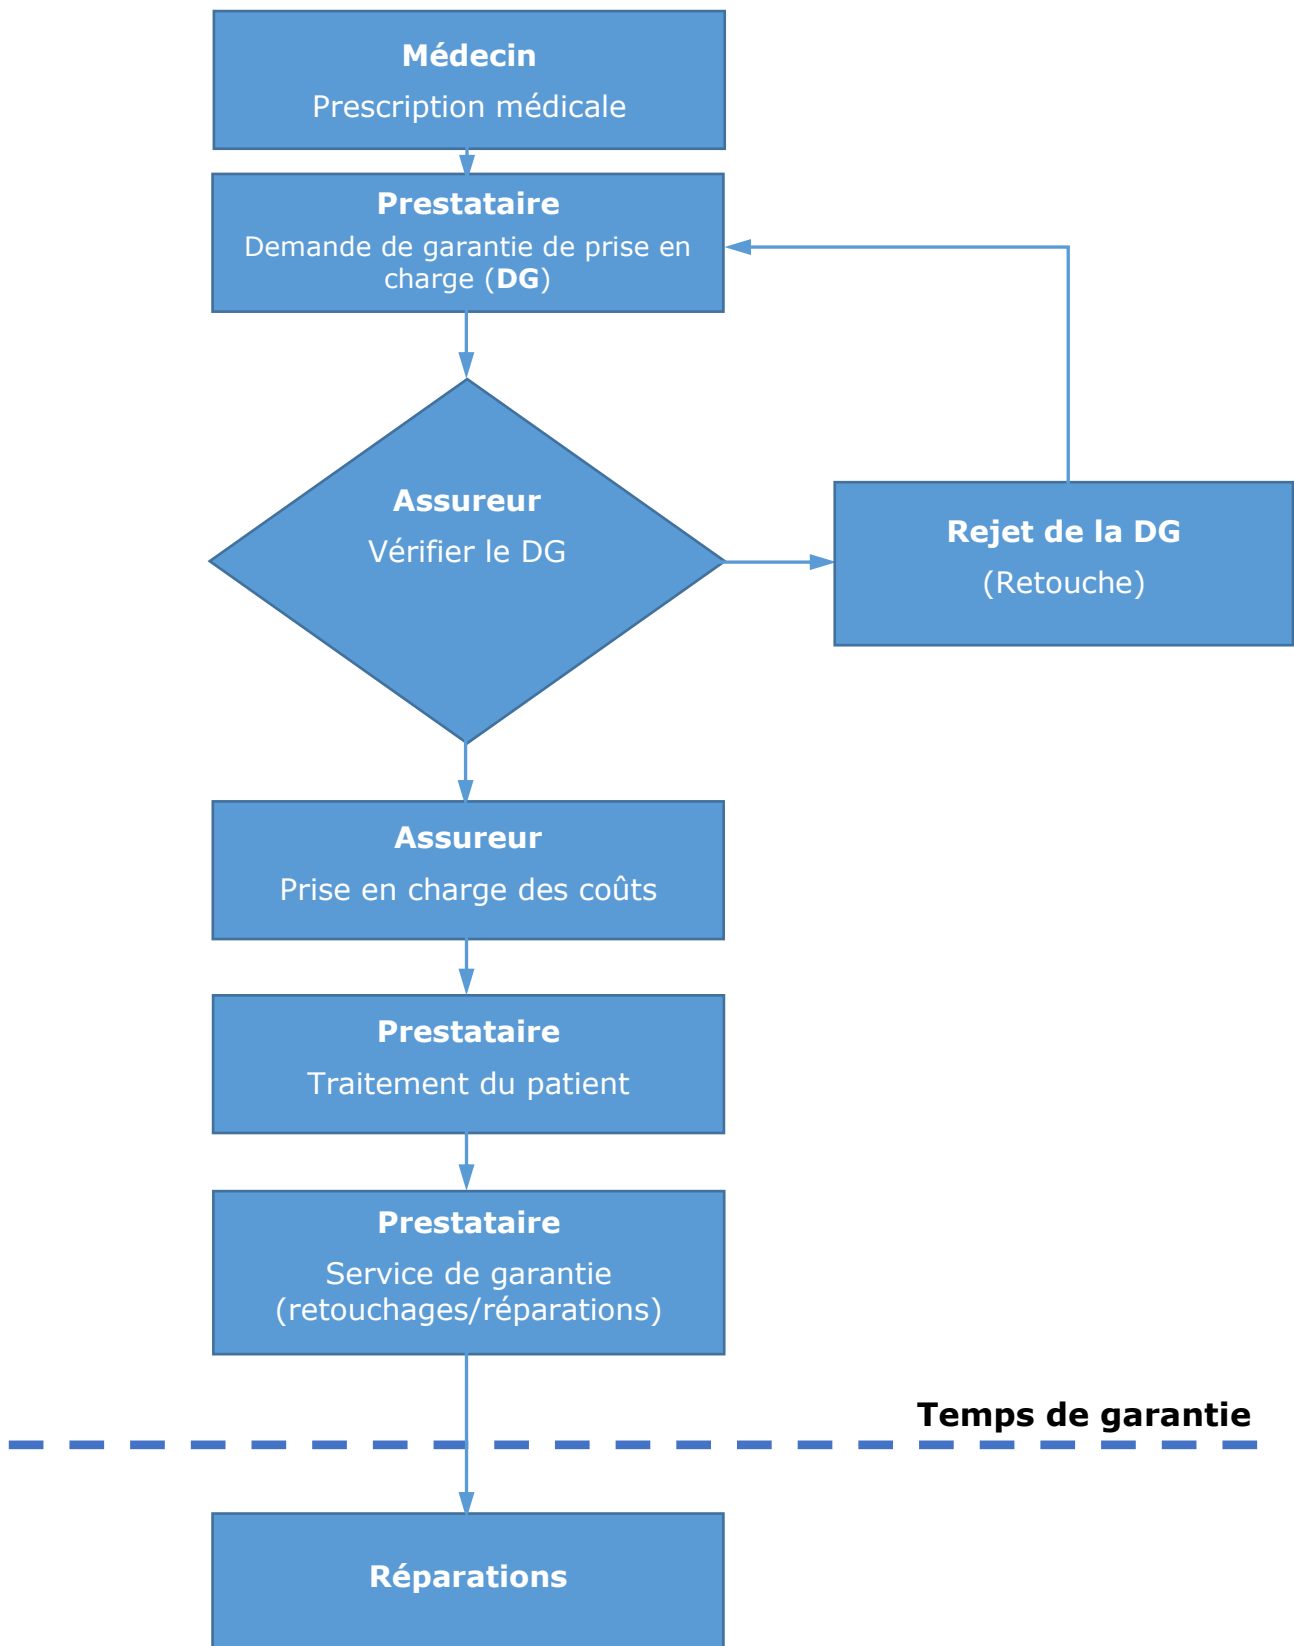 Médecin
Prescription médicale
Prestataire
Demande de garantie de prise en
charge (DG)
Assureur
Vérifier le DG
Rejet de la DG
(Retouche)
Assureur
Prise en charge des coûts
Prestataire
Traitement du patient
Prestataire
Service de garantie
(retouchages/réparations)
Temps de garantie
Réparations